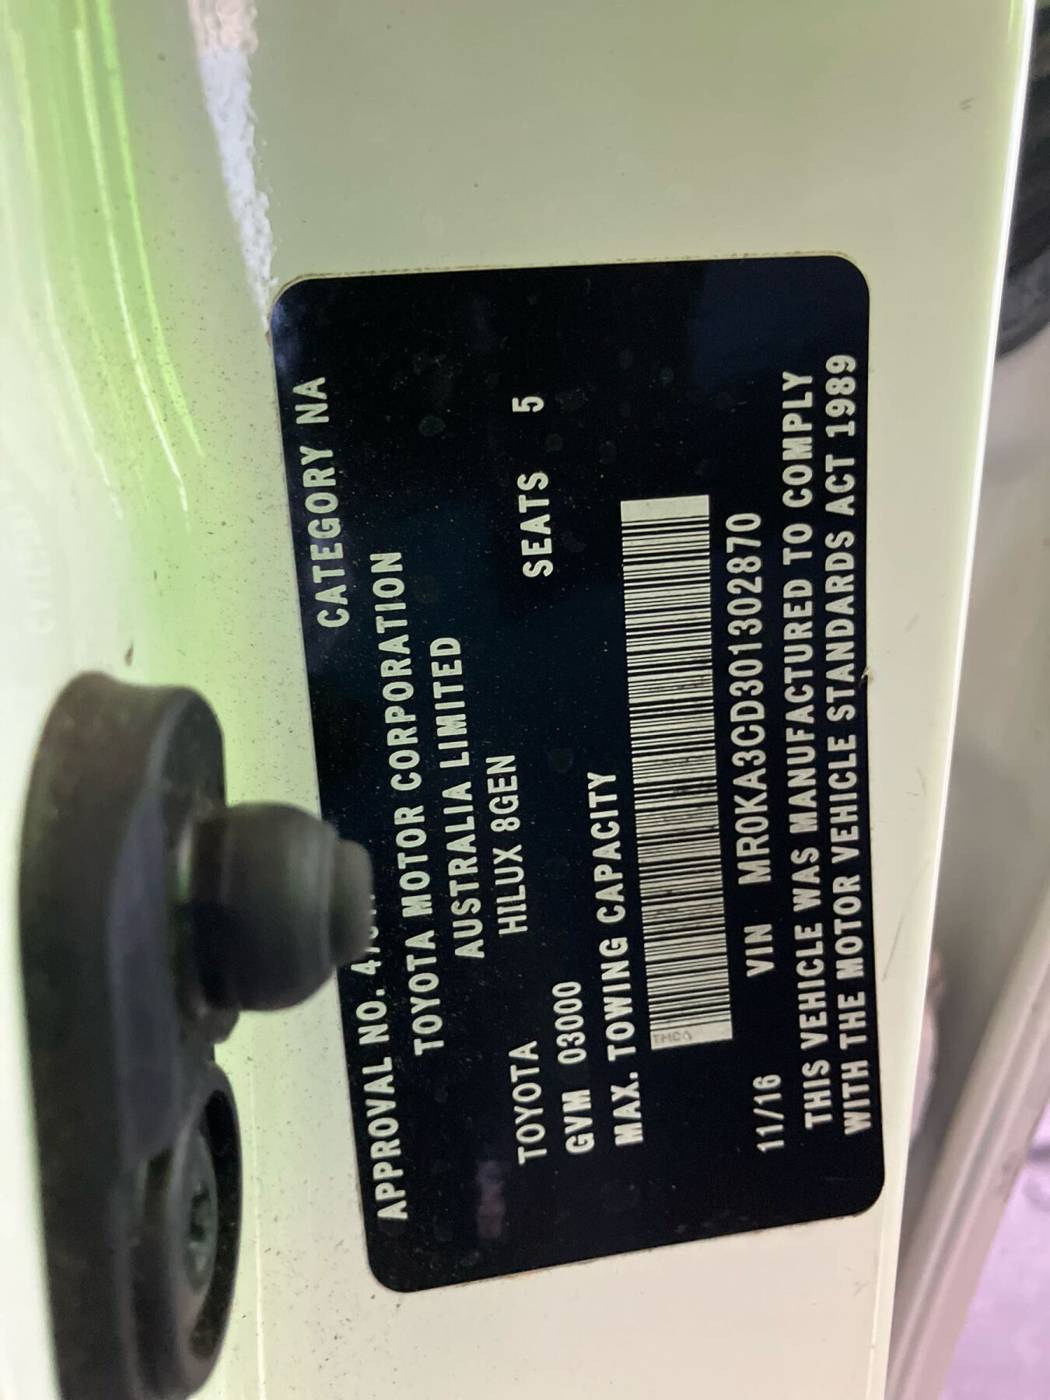 APPROVAL NO. CATEGORY NA
TOYOTA MOTOR CORPORATION
AUSTRALIA LIMITED
TOYOTA HILUX 8GEN
GVM 03000 SEATS 5
MAX. TOWING CAPACITY
11/16 VIN MR0KA3CD301302870
THIS VEHICLE WAS MANUFACTURED TO COMPLY
WITH THE MOTOR VEHICLE STANDARDS ACT 1989